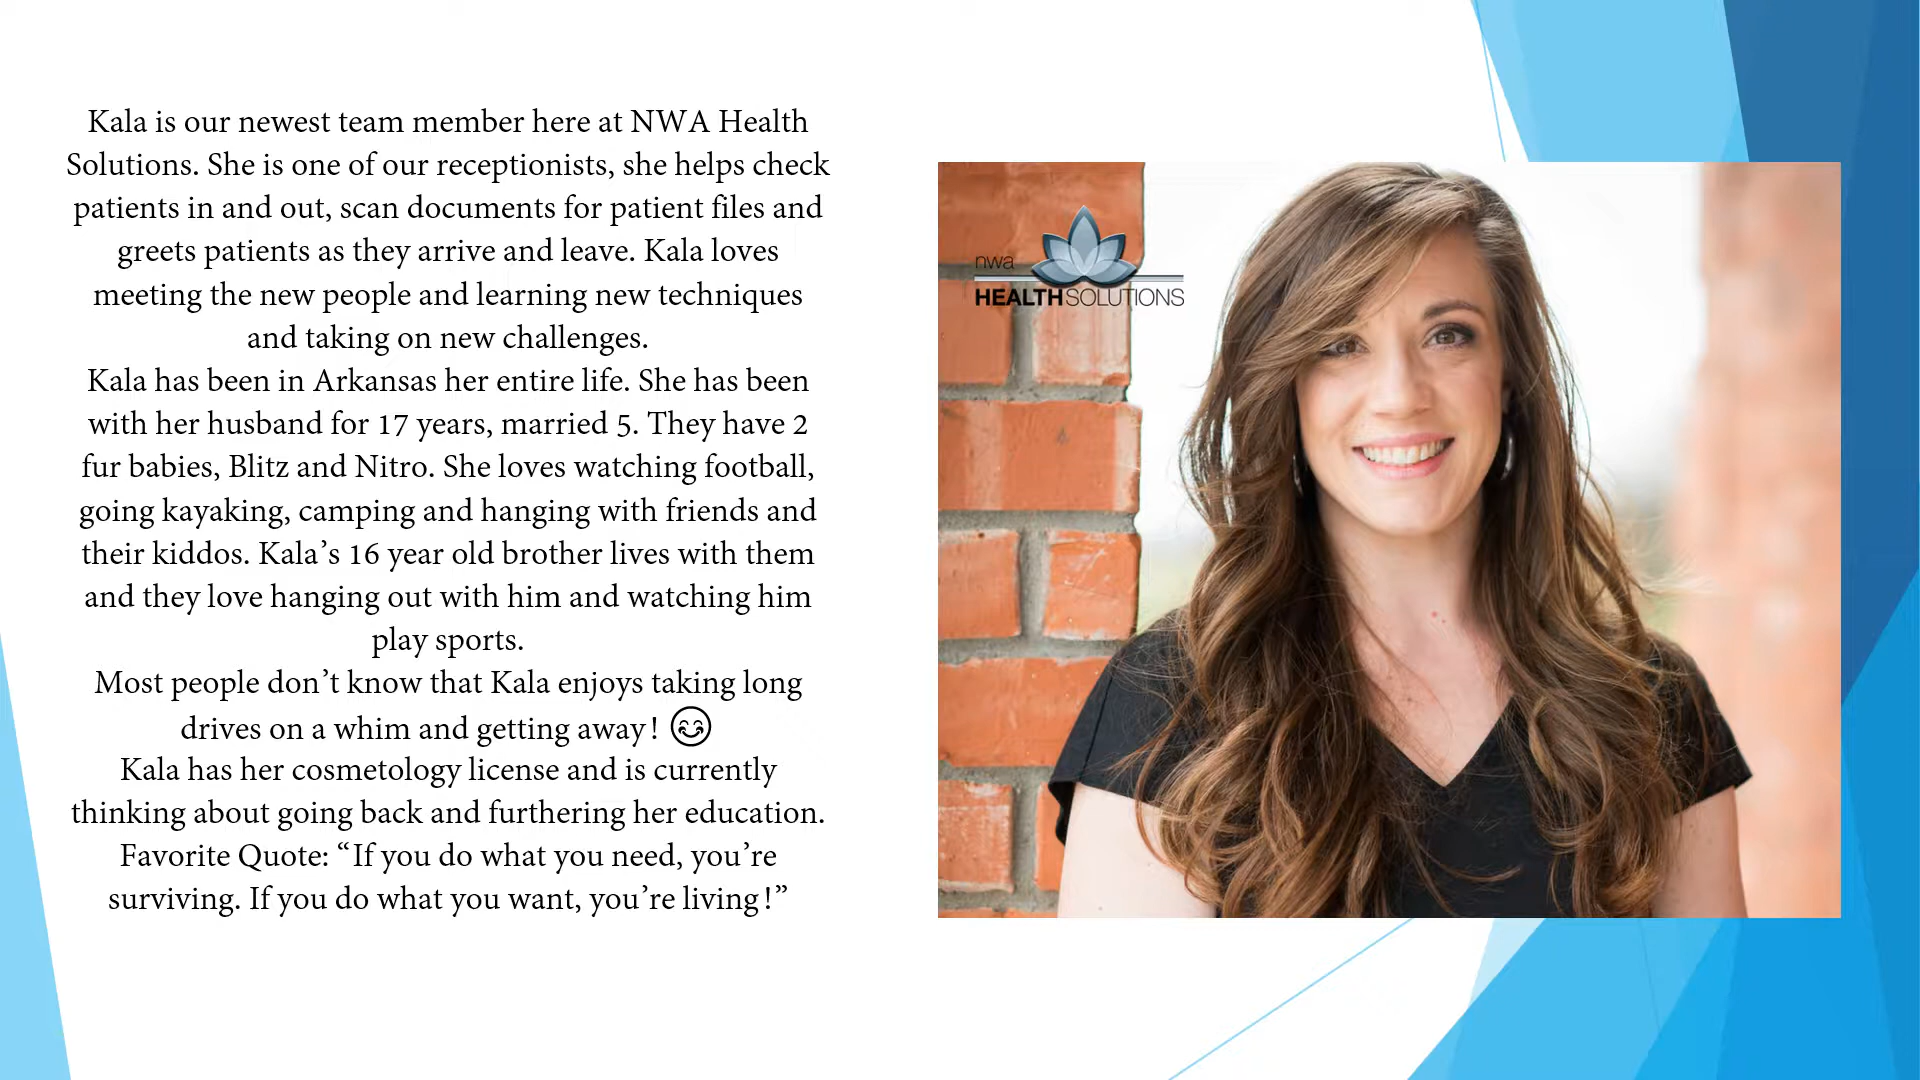 Kala is our newest team member here at NWA Health
Solutions. She is one of our receptionists, she helps check
patients in and out, scan documents for patient files and
greets patients as they arrive and leave. Kala loves
meeting the new people and learning new techniques
and taking on new challenges.
Kala has been in Arkansas her entire life. She has been
with her husband for 17 years, married 5. They have 2
fur babies, Blitz and Nitro. She loves watching football,
going kayaking, camping and hanging with friends and
their kiddos. Kala’s 16 year old brother lives with them
and they love hanging out with him and watching him
play sports.
Most people don’t know that Kala enjoys taking long
drives on a whim and getting away! 😊
Kala has her cosmetology license and is currently
thinking about going back and furthering her education.
Favorite Quote: “If you do what you need, you’re
surviving. If you do what you want, you’re living!”
nwa
HEALTHSOLUTIONS